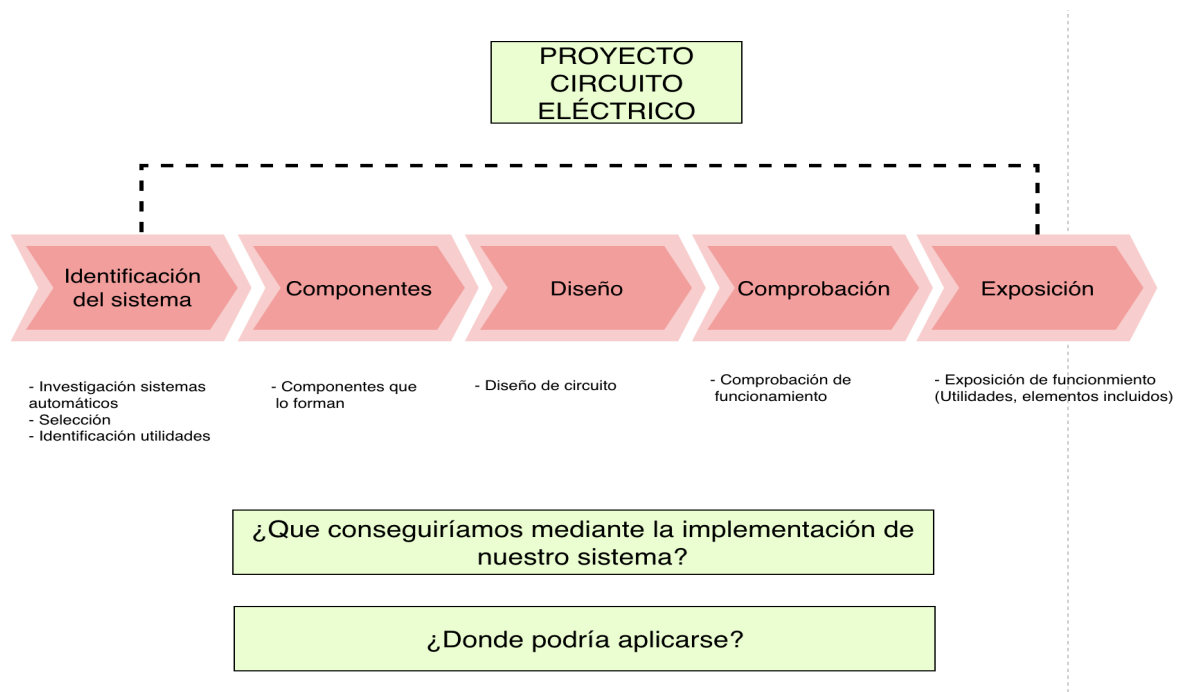 PROYECTO
CIRCUITO
ELÉCTRICO
Identificación
del sistema
Componentes
Diseño
Comprobación
Exposición
- Investigación sistemas
automáticos
- Selección
- Identificación utilidades
- Componentes que
lo forman
- Diseño de circuito
- Comprobación de
funcionamiento
- Exposición de funcionmiento
(Utilidades, elementos incluidos)
¿Que conseguiríamos mediante la implementación de
nuestro sistema?
¿Donde podría aplicarse?